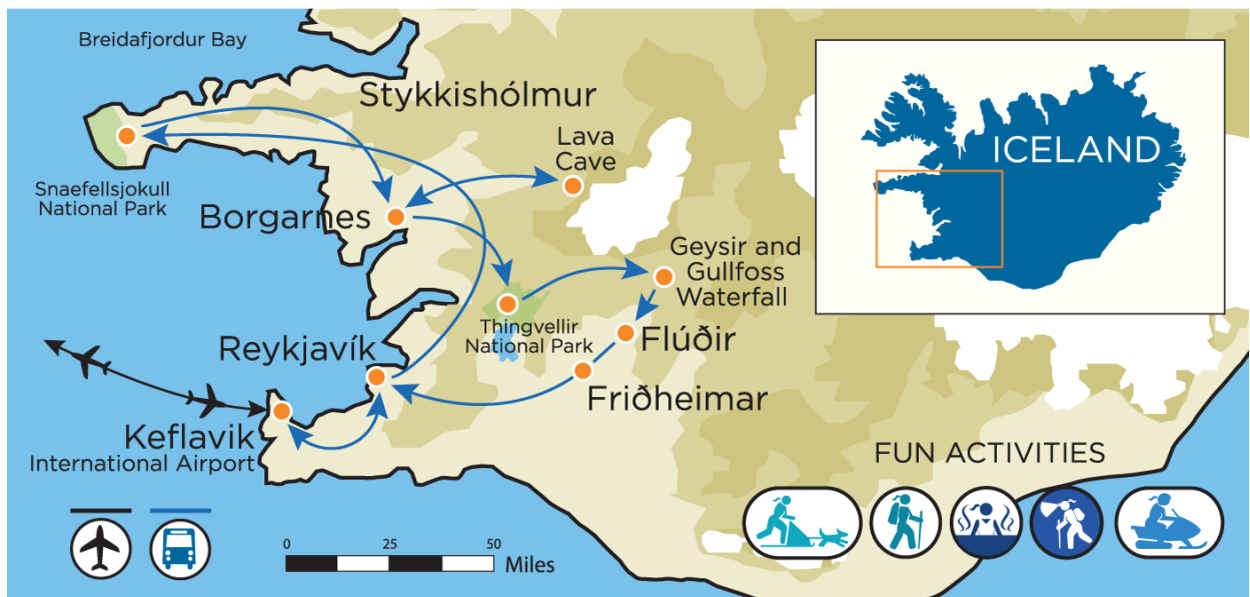 Breidafjordur Bay
Stykkishólmur
Lava
Cave
Snaefellsjokull
National Park
Borgarnes
ICELAND
Geysir and
Gullfoss
Waterfall
Thingvellir
National Park
Flúðir
Reykjavík
Friðheimar
Keflavik
International Airport
FUN ACTIVITIES
0 25 50
Miles